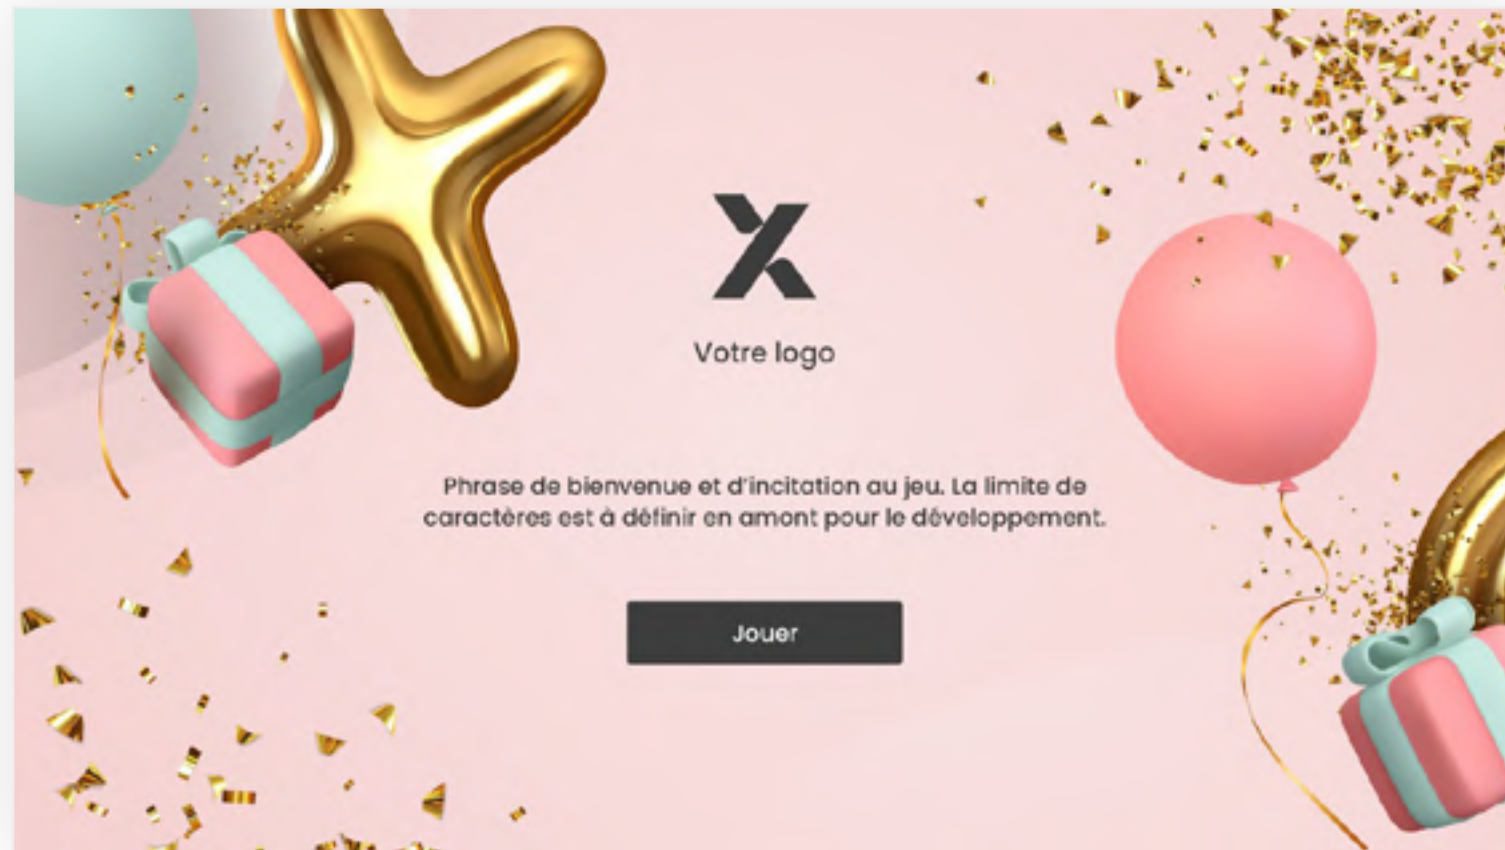 Votre logo
Phrase de bienvenue et d'incitation au jeu. La limite de
caractères est à définir en amont pour le développement.
Jouer